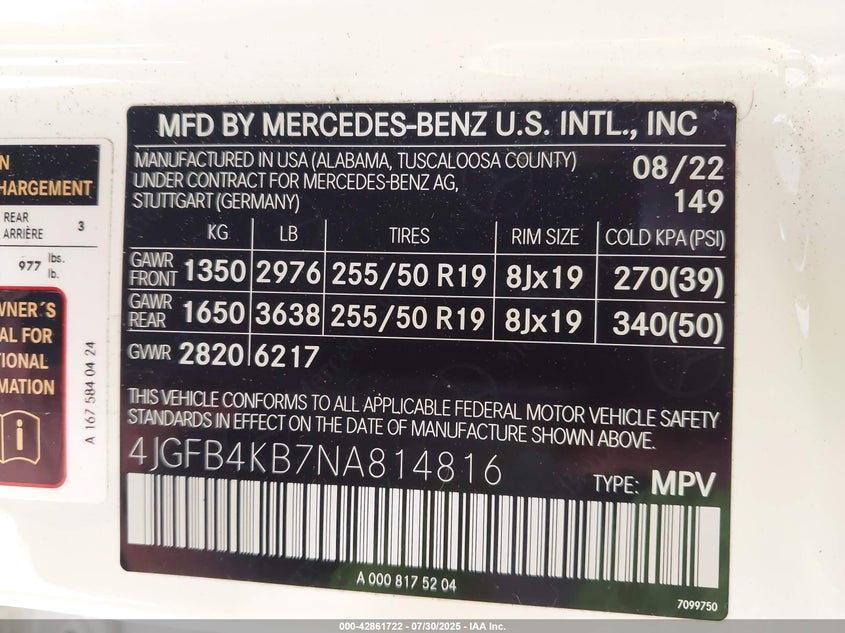 N
CHARGEMENT
REAR
ARRIÈRE 3
977 lbs.
lb.
WNER'S
AL FOR
TIONAL
MATION
A 167 584 04 24
MFD BY MERCEDES-BENZ U.S. INTL., INC
MANUFACTURED IN USA (ALABAMA, TUSCALOOSA COUNTY) 08/22
UNDER CONTRACT FOR MERCEDES-BENZ AG,
STUTTGART (GERMANY) 149
KG LB TIRES RIM SIZE COLD KPA(PSI)
GAWR FRONT 1350 2976 255/50 R19 8Jx19 270(39)
GAWR REAR 1650 3638 255/50 R19 8Jx19 340(50)
GVWR 2820 6217
THIS VEHICLE CONFORMS TO ALL APPLICABLE FEDERAL MOTOR VEHICLE SAFETY
STANDARDS IN EFFECT ON THE DATE OF MANUFACTURE SHOWN ABOVE.
4JGFB4KB7NA814816
TYPE: MPV
A 000 817 52 04
7099750
000-42861722 - 07/30/2025 - IAA Inc.